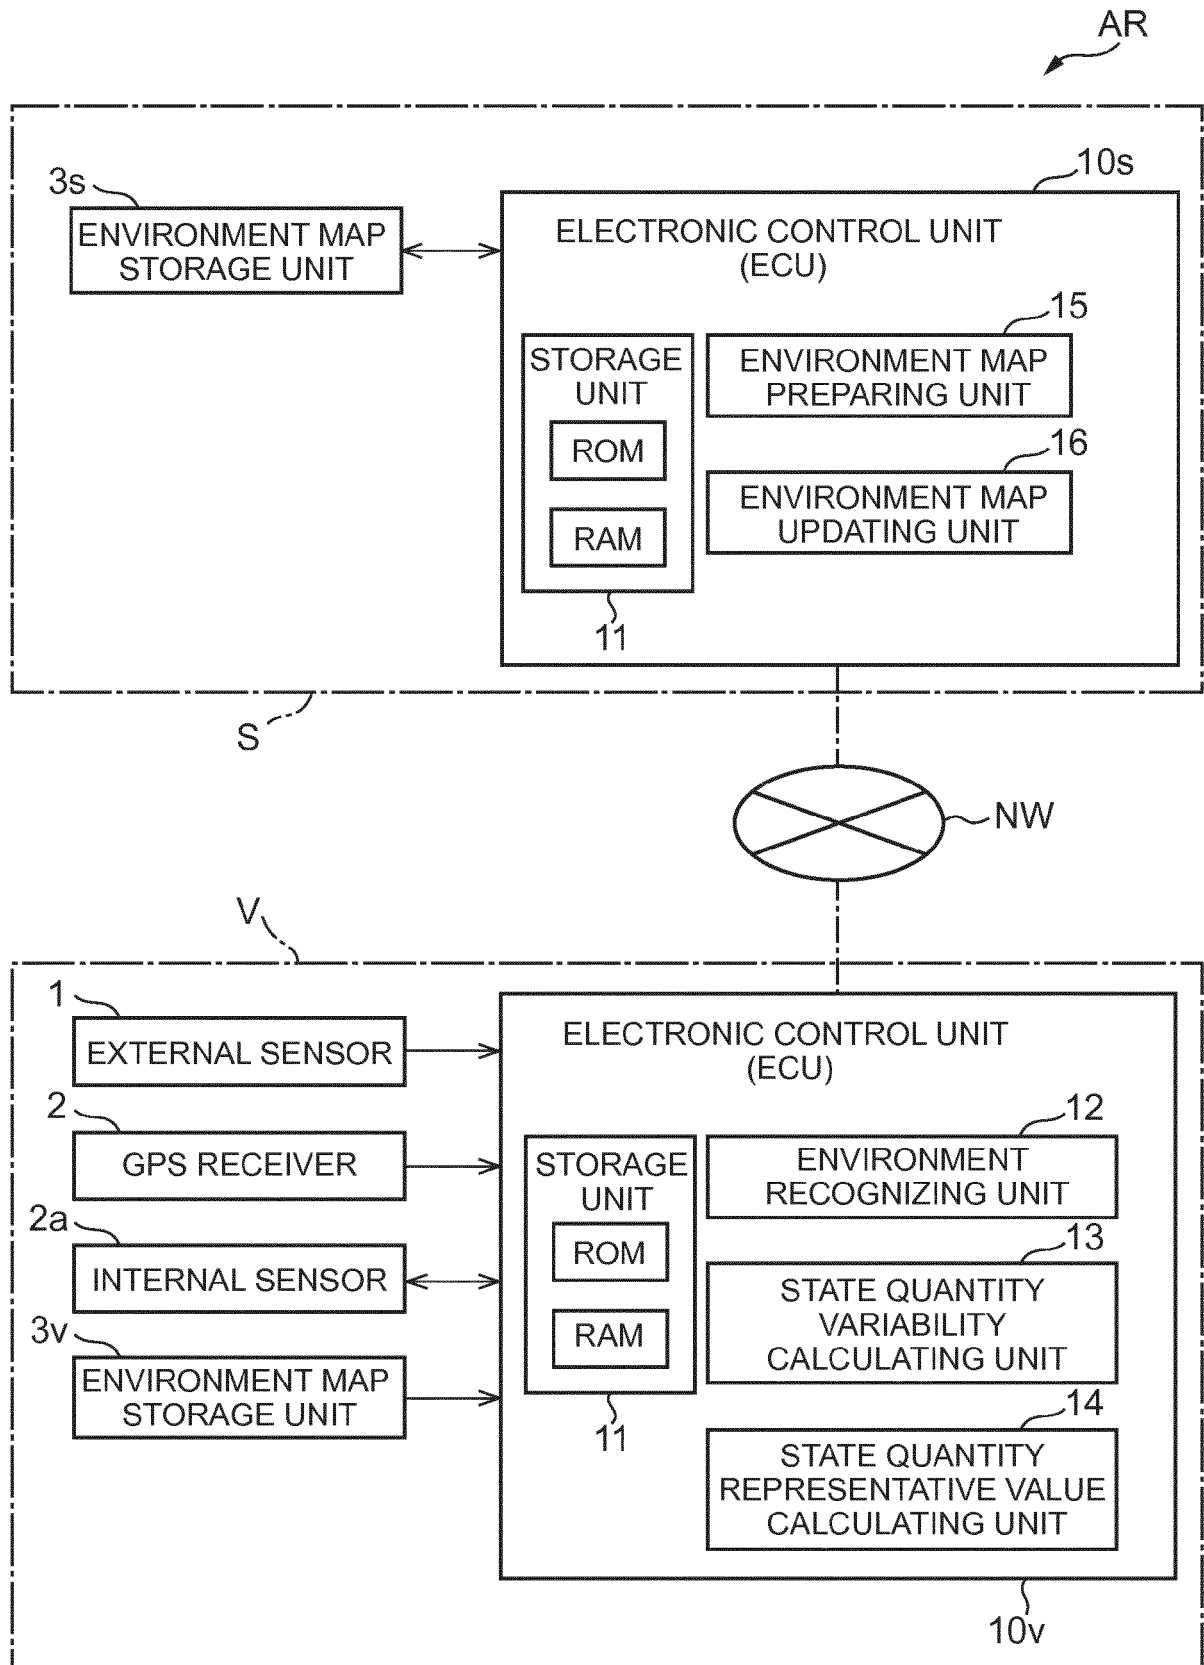 AR
3s
10s
ENVIRONMENT MAP
STORAGE UNIT
ELECTRONIC CONTROL UNIT
(ECU)
15
STORAGE
UNIT
ROM
RAM
11
ENVIRONMENT MAP
PREPARING UNIT
16
ENVIRONMENT MAP
UPDATING UNIT
S
NW
V
1
EXTERNAL SENSOR
2
GPS RECEIVER
2a
INTERNAL SENSOR
3v
ENVIRONMENT MAP
STORAGE UNIT
ELECTRONIC CONTROL UNIT
(ECU)
STORAGE
UNIT
ROM
RAM
11
12
ENVIRONMENT
RECOGNIZING UNIT
13
STATE QUANTITY
VARIABILITY
CALCULATING UNIT
14
STATE QUANTITY
REPRESENTATIVE VALUE
CALCULATING UNIT
10v